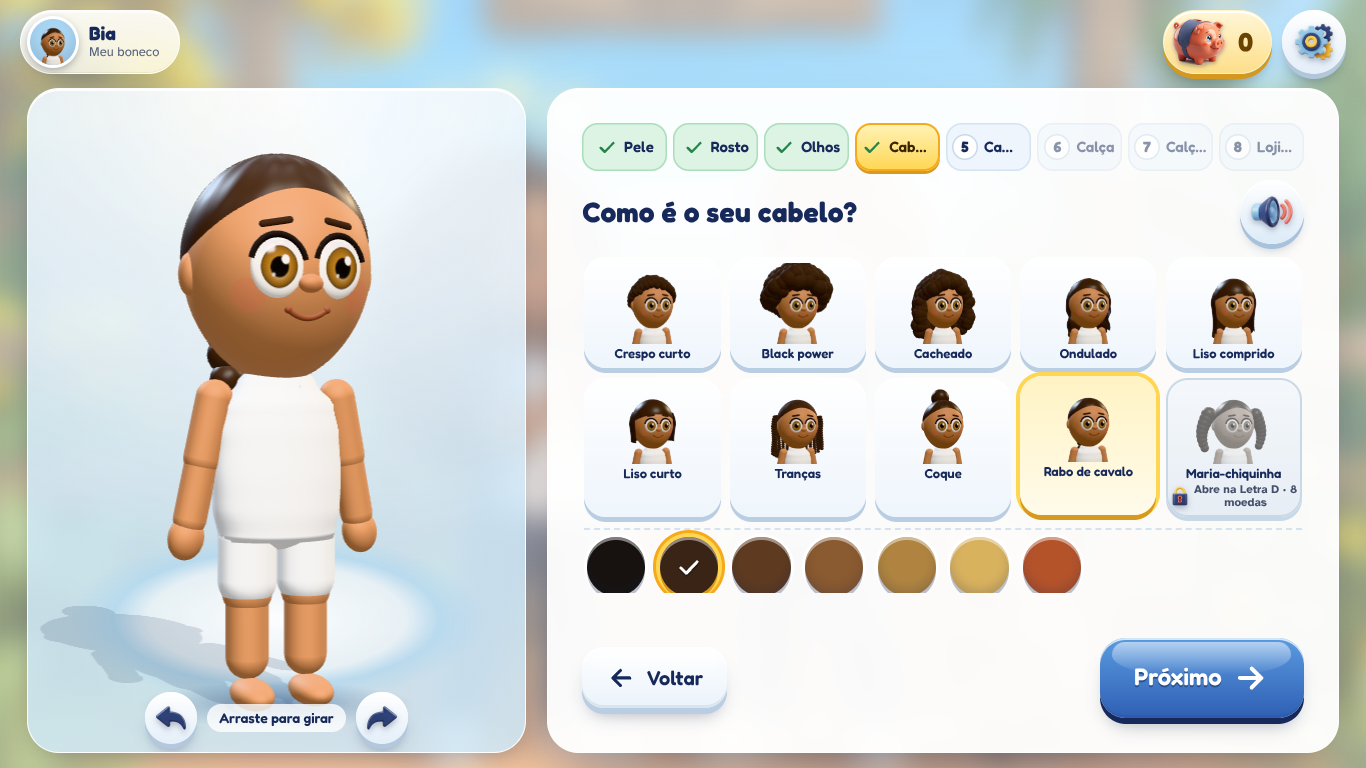 Bia
Meu boneco
0
Pele
Rosto
Olhos
Cab...
5 Ca...
6 Calça
7 Calç...
8 Loji...
Como é o seu cabelo?
Crespo curto
Black power
Cacheado
Ondulado
Liso comprido
Liso curto
Tranças
Coque
Rabo de cavalo
Maria-chiquinha
Abre na Letra D · 8
moedas
Arraste para girar
Voltar
Próximo